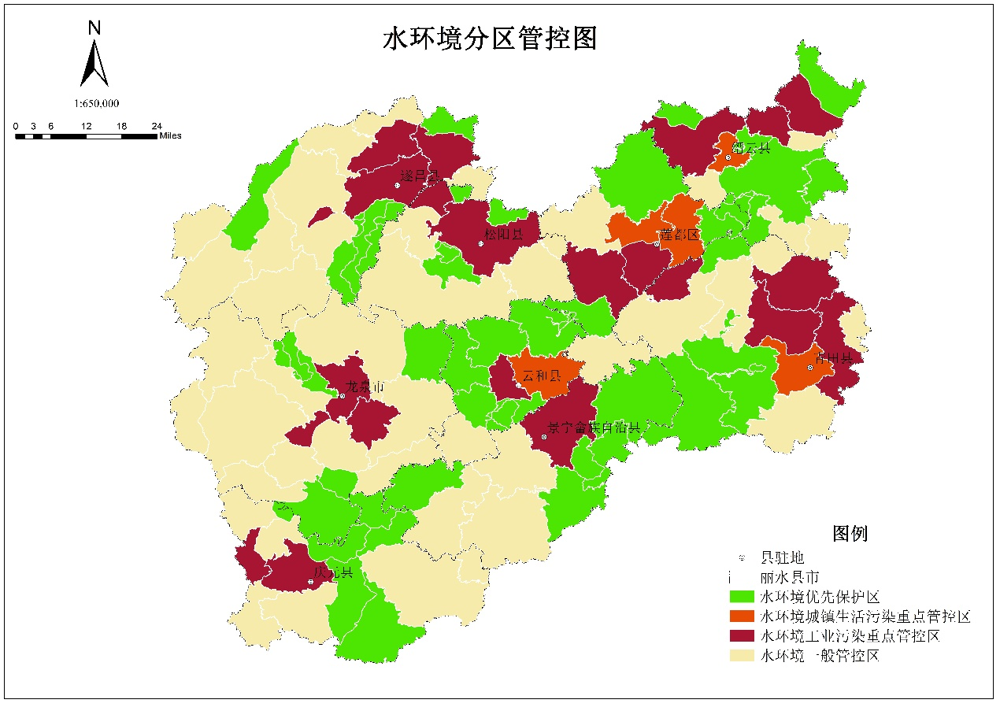 水环境分区管控图
N
1:650,000
0 3 6 12 18 24
Miles
缙云县
遂昌县
松阳县
莲都区
青田县
云和县
龙泉市
景宁畲族自治县
庆元县
图例
县驻地
丽水县市
水环境优先保护区
水环境城镇生活污染重点管控区
水环境工业污染重点管控区
水环境一般管控区